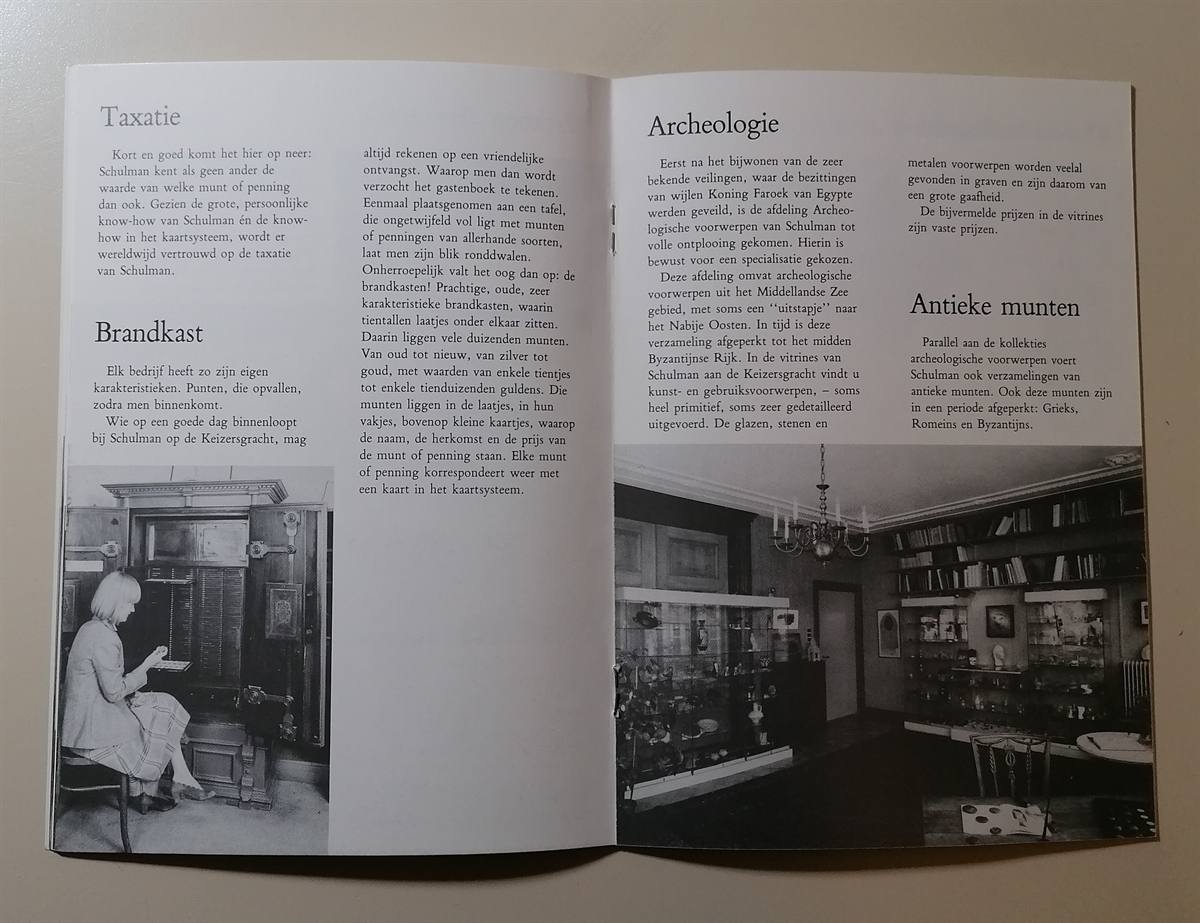 Taxatie
Kort en goed komt het hier op neer:
Schulman kent als geen ander de
waarde van welke munt of penning
dan ook. Gezien de grote, persoonlijke
know-how van Schulman én de know-
how in het kaartsysteem, wordt er
wereldwijd vertrouwd op de taxatie
van Schulman.
Brandkast
Elk bedrijf heeft zo zijn eigen
karakteristieken. Punten, die opvallen,
zodra men binnenkomt.
Wie op een goede dag binnenloopt
bij Schulman op de Keizersgracht, mag
altijd rekenen op een vriendelijke
ontvangst. Waarop men dan wordt
verzocht het gastenboek te tekenen.
Eenmaal plaatsgenomen aan een tafel,
die ongetwijfeld vol ligt met munten
of penningen van allerhande soorten,
laat men zijn blik ronddwalen.
Onherroepelijk valt het oog dan op: de
brandkasten! Prachtige, oude, zeer
karakteristieke brandkasten, waarin
tientallen laatjes onder elkaar zitten.
Daarin liggen vele duizenden munten.
Van oud tot nieuw, van zilver tot
goud, met waarden van enkele tientjes
tot enkele tienduizenden guldens. Die
munten liggen in de laatjes, in hun
vakjes, bovenop kleine kaartjes, waarop
de naam, de herkomst en de prijs van
de munt of penning staan. Elke munt
of penning korrespondeert weer met
een kaart in het kaartsysteem.
Archeologie
Eerst na het bijwonen van de zeer
bekende veilingen, waar de bezittingen
van wijlen Koning Faroek van Egypte
werden geveild, is de afdeling Archeo-
logische voorwerpen van Schulman tot
volle ontplooing gekomen. Hierin is
bewust voor een specialisatie gekozen.
Deze afdeling omvat archeologische
voorwerpen uit het Middellandse Zee
gebied, met soms een ‘‘uitstapje’’ naar
het Nabije Oosten. In tijd is deze
verzameling afgeperkt tot het midden
Byzantijnse Rijk. In de vitrines van
Schulman aan de Keizersgracht vindt u
kunst- en gebruiksvoorwerpen, – soms
heel primitief, soms zeer gedetailleerd
uitgevoerd. De glazen, stenen en
metalen voorwerpen worden veelal
gevonden in graven en zijn daarom van
een grote gaafheid.
De bijvermelde prijzen in de vitrines
zijn vaste prijzen.
Antieke munten
Parallel aan de kollekties
archeologische voorwerpen voert
Schulman ook verzamelingen van
antieke munten. Ook deze munten zijn
in een periode afgeperkt: Grieks,
Romeins en Byzantijns.